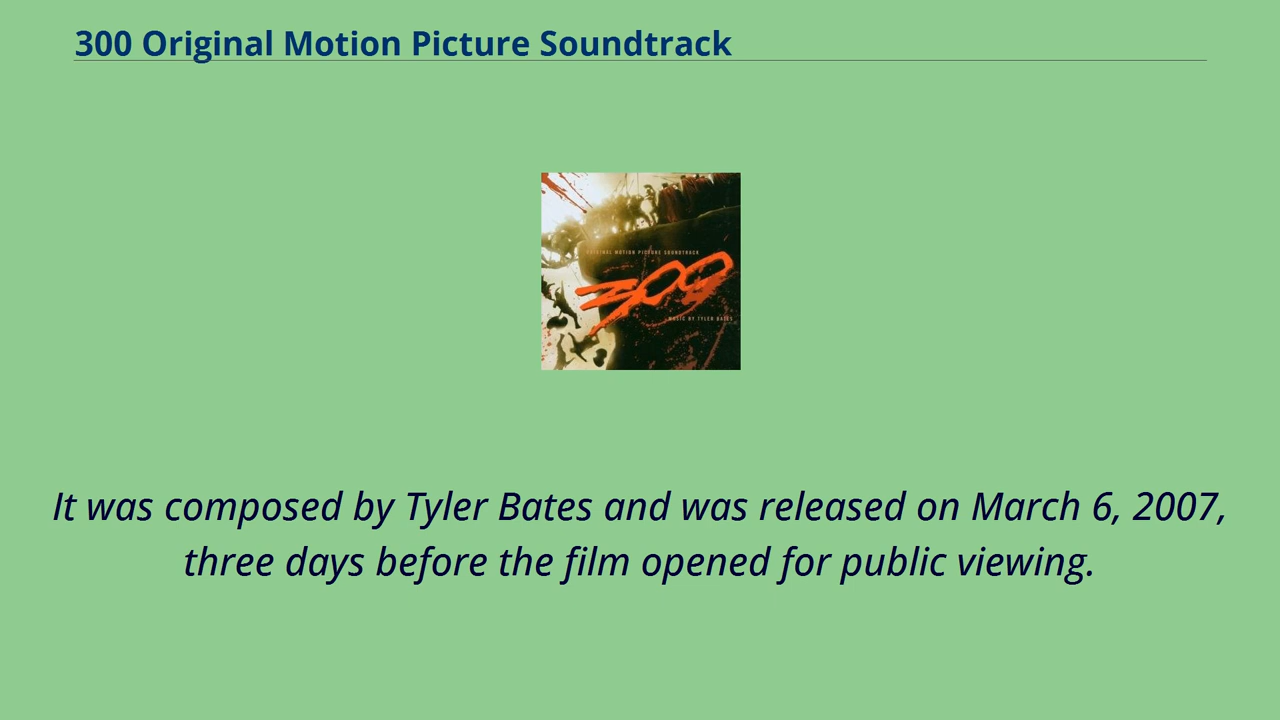 300 Original Motion Picture Soundtrack
ORIGINAL MOTION PICTURE SOUNDTRACK
300
MUSIC BY TYLER BATES
It was composed by Tyler Bates and was released on March 6, 2007,
three days before the film opened for public viewing.